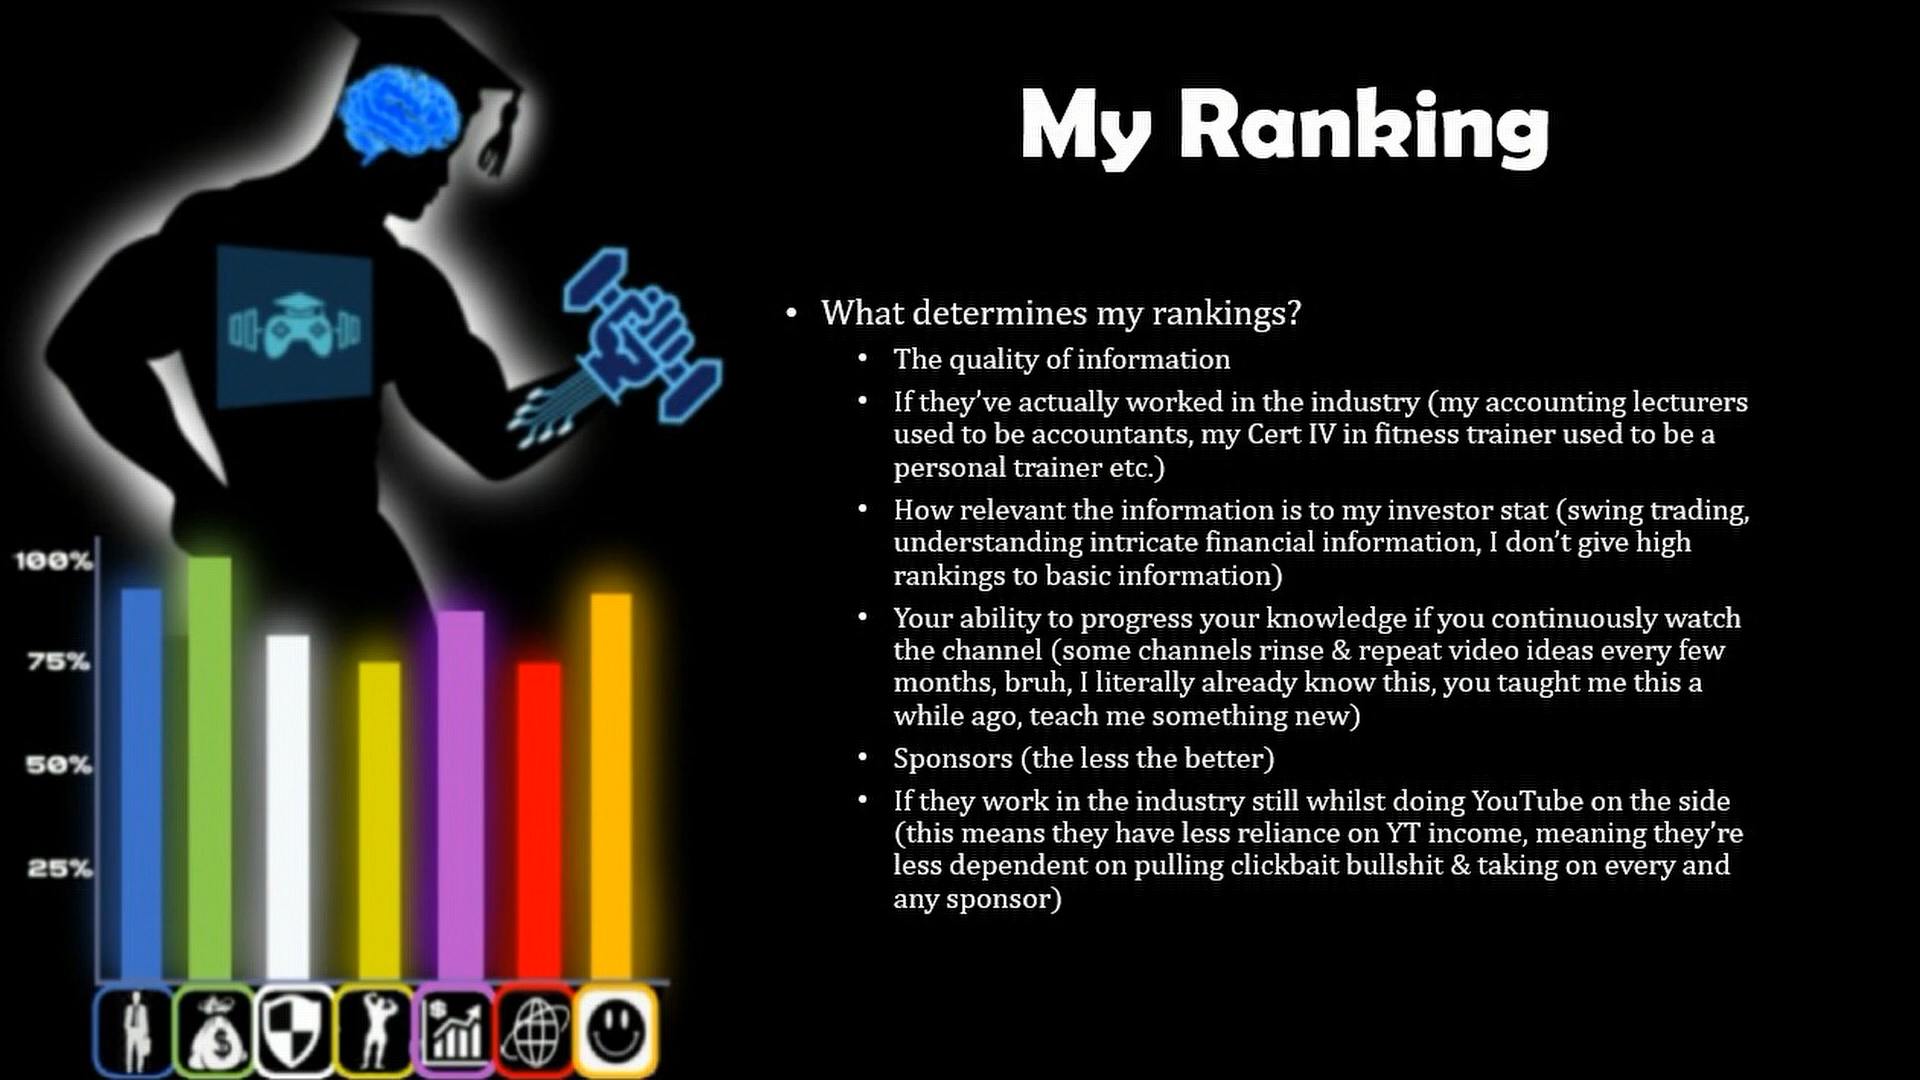 My Ranking
• What determines my rankings?
• The quality of information
• If they’ve actually worked in the industry (my accounting lecturers
used to be accountants, my Cert IV in fitness trainer used to be a
personal trainer etc.)
• How relevant the information is to my investor stat (swing trading,
understanding intricate financial information, I don’t give high
rankings to basic information)
• Your ability to progress your knowledge if you continuously watch
the channel (some channels rinse & repeat video ideas every few
months, bruh, I literally already know this, you taught me this a
while ago, teach me something new)
• Sponsors (the less the better)
• If they work in the industry still whilst doing YouTube on the side
(this means they have less reliance on YT income, meaning they’re
less dependent on pulling clickbait bullshit & taking on every and
any sponsor)
100%
75%
50%
25%
$
$